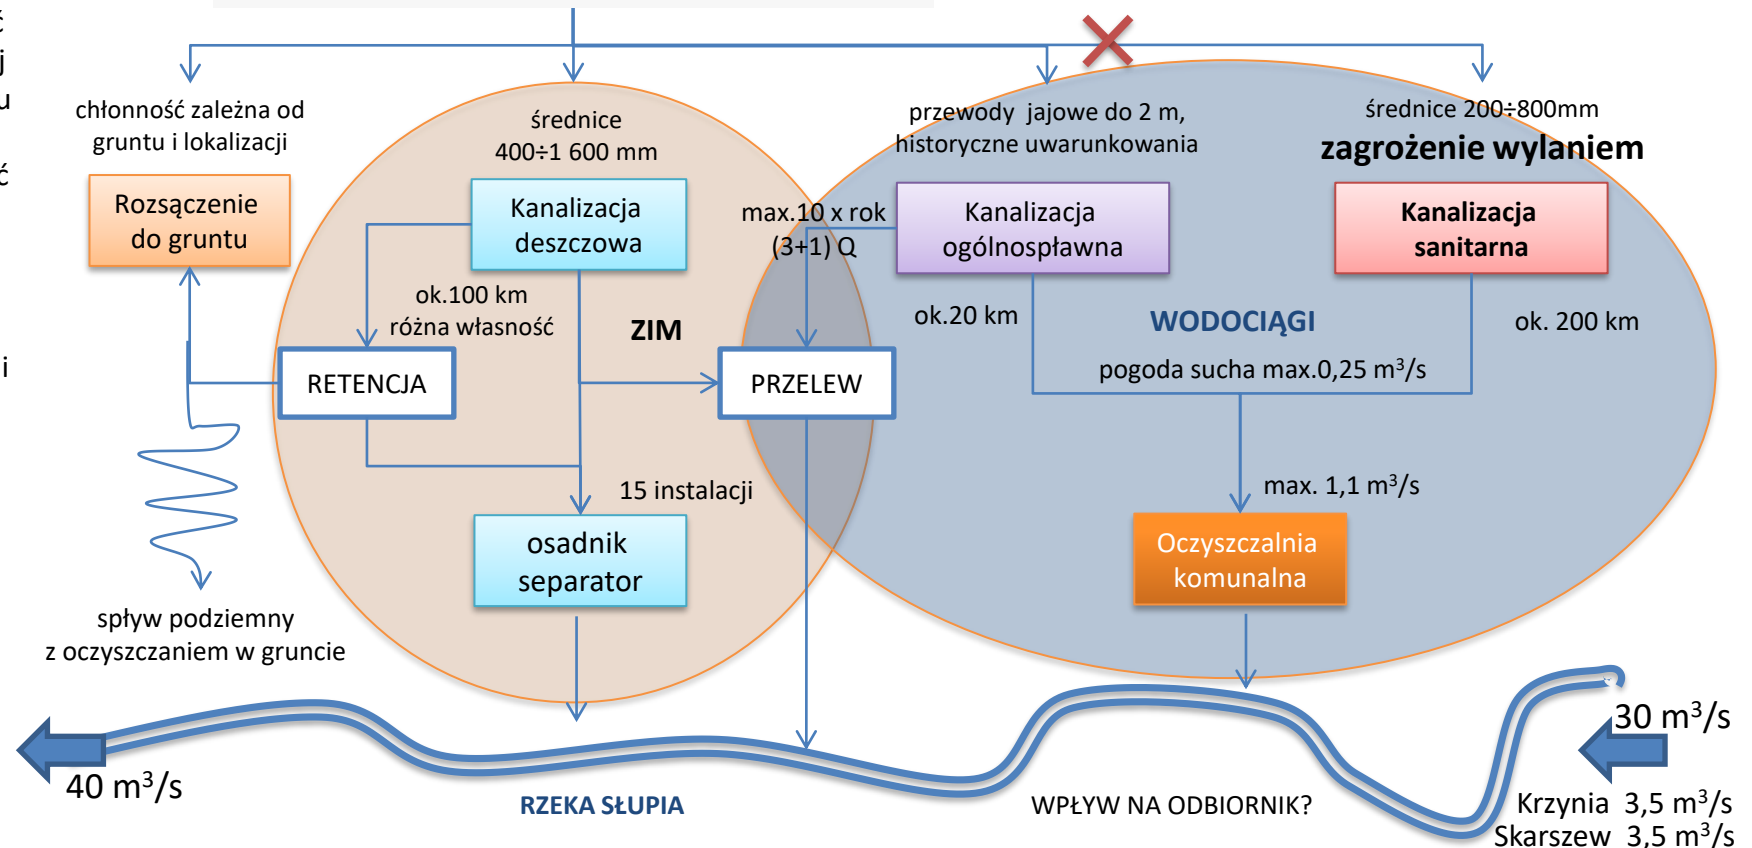 ć
j
u
ć
i
chłonność zależna od
gruntu i lokalizacji
Rozsączenie
do gruntu
średnice
400÷1 600 mm
Kanalizacja
deszczowa
ok.100 km
różna własność
ZIM
RETENCJA
PRZELEW
15 instalacji
osadnik
separator
spływ podziemny
z oczyszczaniem w gruncie
przewody jajowe do 2 m,
historyczne uwarunkowania
max.10 x rok
(3+1) Q
Kanalizacja
ogólnospławna
ok.20 km
średnice 200÷800mm
zagrożenie wylaniem
Kanalizacja
sanitarna
WODOCIĄGI
ok. 200 km
pogoda sucha max.0,25 m³/s
max. 1,1 m³/s
Oczyszczalnia
komunalna
40 m³/s
RZEKA SŁUPIA
WPŁYW NA ODBIORNIK?
30 m³/s
Krzynia 3,5 m³/s
Skarszew 3,5 m³/s